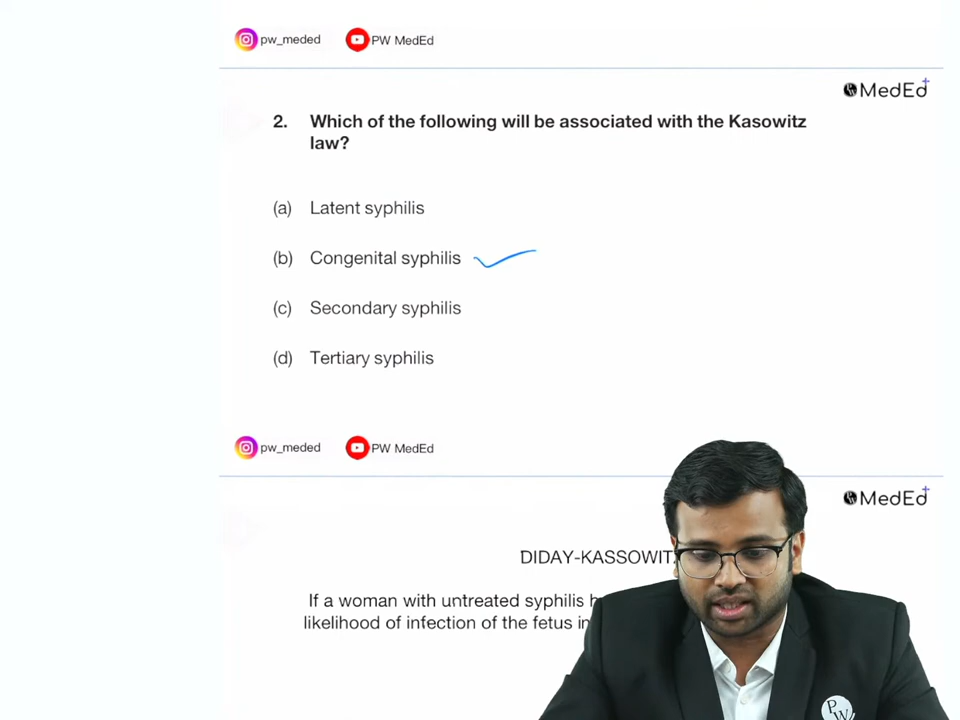 pw_meded PW MedEd
MedEd+
2. Which of the following will be associated with the Kasowitz
law?
(a) Latent syphilis
(b) Congenital syphilis
(c) Secondary syphilis
(d) Tertiary syphilis
pw_meded PW MedEd
MedEd+
DIDAY-KASSOWIT
If a woman with untreated syphilis h
likelihood of infection of the fetus in
PW